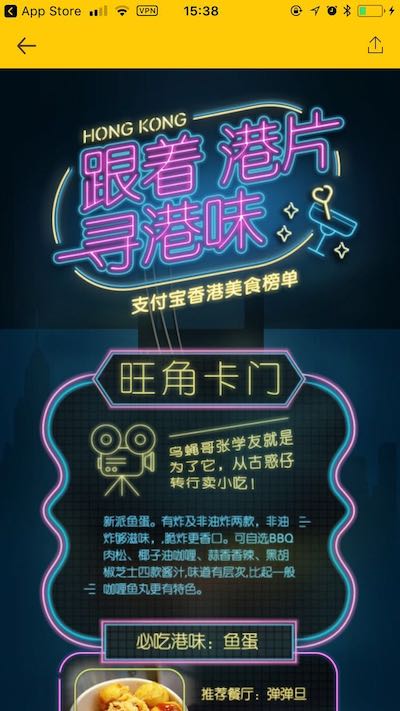 App Store
VPN
15:38
HONG KONG
跟着 港片
寻港味
支付宝香港美食榜单
旺角卡门
乌蝇哥张学友就是
为了它，从古惑仔
转行卖小吃！
新派鱼蛋。有炸及非油炸两款，非油
炸够滋味，脆炸更香口。可自选BBQ
肉松、椰子油咖喱、蒜香香辣、黑胡
椒芝士四款酱汁,味道有层次,比起一般
咖喱鱼丸更有特色。
必吃港味：鱼蛋
推荐餐厅：弹弹旦